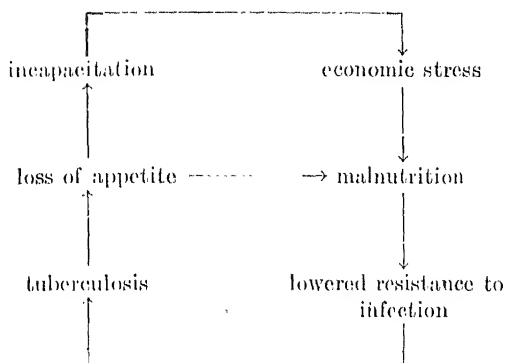 incapacitation economic stress
loss of appetite malnutrition
tuberculosis lowered resistance to
infection